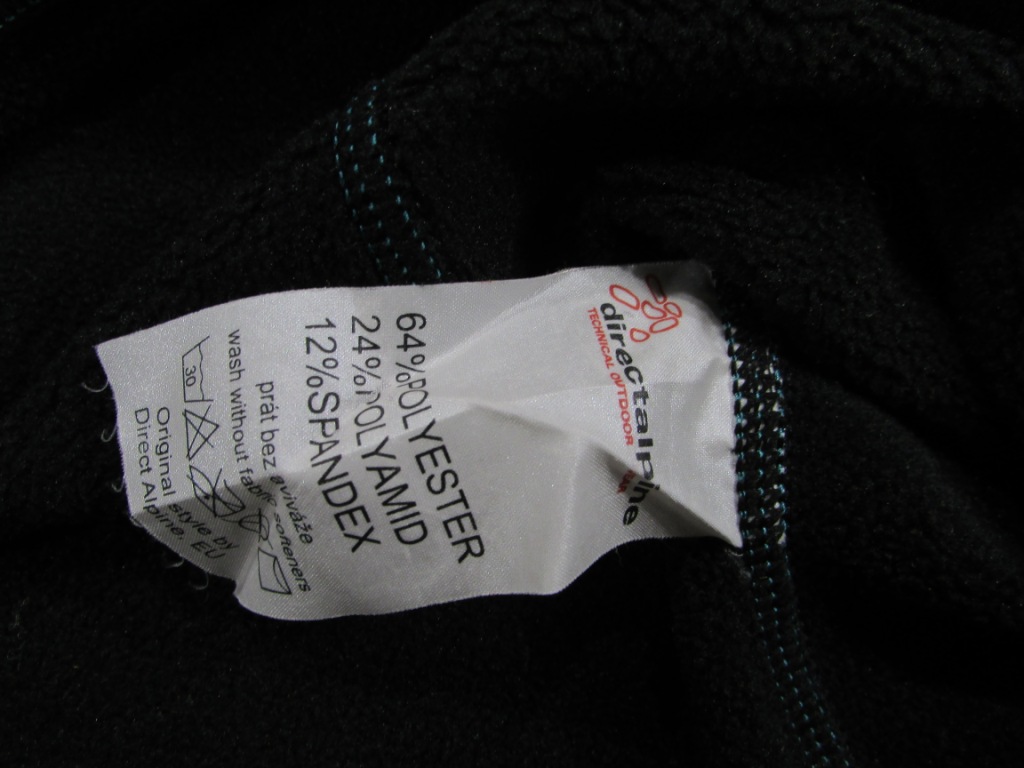 directalpine
TECHNICAL OUTDOOR
64%POLYESTER
24%POLYAMID
12%SPANDEX
prát bez aviváže
wash without fabric softeners
30
Original style by
Direct Alpine, EU